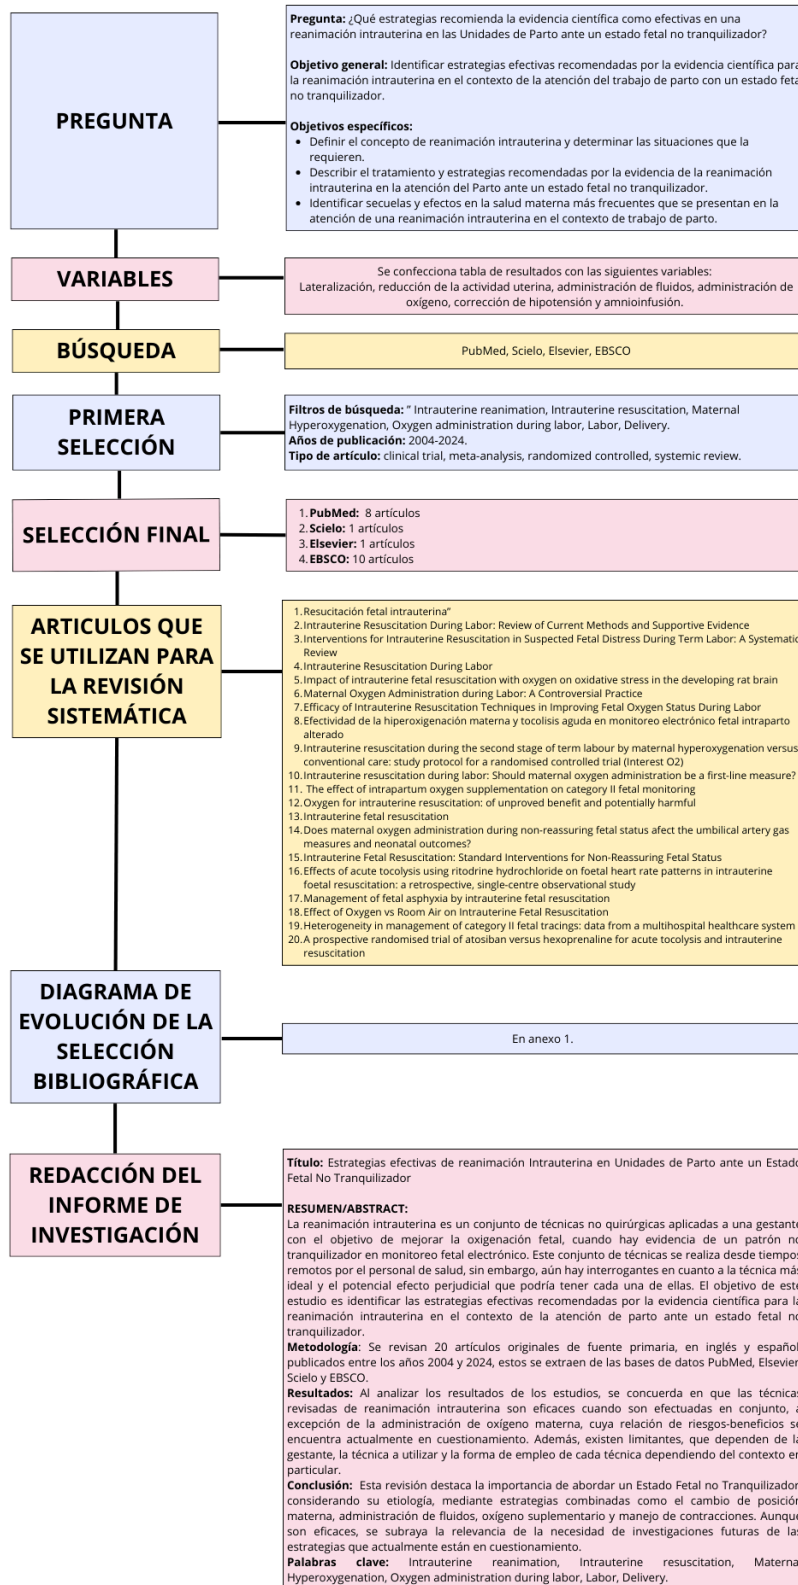 PREGUNTA
Pregunta: ¿Qué estrategias recomienda la evidencia científica como efectivas en una
reanimación intrauterina en las Unidades de Parto ante un estado fetal no tranquilizador?
Objetivo general: Identificar estrategias efectivas recomendadas por la evidencia científica para
la reanimación intrauterina en el contexto de la atención del trabajo de parto con un estado feta
no tranquilizador.
Objetivos específicos:
• Definir el concepto de reanimación intrauterina y determinar las situaciones que la
requieren.
• Describir el tratamiento y estrategias recomendadas por la evidencia de la reanimación
intrauterina en la atención del Parto ante un estado fetal no tranquilizador.
• Identificar secuelas y efectos en la salud materna más frecuentes que se presentan en la
atención de una reanimación intrauterina en el contexto de trabajo de parto.
VARIABLES
Se confecciona tabla de resultados con las siguientes variables:
Lateralización, reducción de la actividad uterina, administración de fluidos, administración de
oxígeno, corrección de hipotensión y amnioinfusión.
BÚSQUEDA
PubMed, Scielo, Elsevier, EBSCO
PRIMERA
SELECCIÓN
Filtros de búsqueda: ” Intrauterine reanimation, Intrauterine resuscitation, Maternal
Hyperoxygenation, Oxygen administration during labor, Labor, Delivery.
Años de publicación: 2004-2024.
Tipo de artículo: clinical trial, meta-analysis, randomized controlled, systemic review.
SELECCIÓN FINAL
1. PubMed: 8 artículos
2. Scielo: 1 artículos
3. Elsevier: 1 artículos
4. EBSCO: 10 artículos
ARTICULOS QUE
SE UTILIZAN PARA
LA REVISIÓN
SISTEMÁTICA
1. Resucitación fetal intrauterina”
2. Intrauterine Resuscitation During Labor: Review of Current Methods and Supportive Evidence
3. Interventions for Intrauterine Resuscitation in Suspected Fetal Distress During Term Labor: A Systematic
Review
4. Intrauterine Resuscitation During Labor
5. Impact of intrauterine fetal resuscitation with oxygen on oxidative stress in the developing rat brain
6. Maternal Oxygen Administration during Labor: A Controversial Practice
7. Efficacy of Intrauterine Resuscitation Techniques in Improving Fetal Oxygen Status During Labor
8. Efectividad de la hiperoxigenación materna y tocolisis aguda en monitoreo electrónico fetal intraparto
alterado
9. Intrauterine resuscitation during the second stage of term labour by maternal hyperoxygenation versus
conventional care: study protocol for a randomised controlled trial (Interest O2)
10. Intrauterine resuscitation during labor: Should maternal oxygen administration be a first-line measure?
11. The effect of intrapartum oxygen supplementation on category II fetal monitoring
12. Oxygen for intrauterine resuscitation: of unproved benefit and potentially harmful
13. Intrauterine fetal resuscitation
14. Does maternal oxygen administration during non-reassuring fetal status afect the umbilical artery gas
measures and neonatal outcomes?
15. Intrauterine Fetal Resuscitation: Standard Interventions for Non-Reassuring Fetal Status
16. Effects of acute tocolysis using ritodrine hydrochloride on foetal heart rate patterns in intrauterine
foetal resuscitation: a retrospective, single-centre observational study
17. Management of fetal asphyxia by intrauterine fetal resuscitation
18. Effect of Oxygen vs Room Air on Intrauterine Fetal Resuscitation
19. Heterogeneity in management of category II fetal tracings: data from a multihospital healthcare system
20. A prospective randomised trial of atosiban versus hexoprenaline for acute tocolysis and intrauterine
resuscitation
DIAGRAMA DE
EVOLUCIÓN DE LA
SELECCIÓN
BIBLIOGRÁFICA
En anexo 1.
REDACCIÓN DEL
INFORME DE
INVESTIGACIÓN
Título: Estrategias efectivas de reanimación Intrauterina en Unidades de Parto ante un Estado
Fetal No Tranquilizador
RESUMEN/ABSTRACT:
La reanimación intrauterina es un conjunto de técnicas no quirúrgicas aplicadas a una gestante
con el objetivo de mejorar la oxigenación fetal, cuando hay evidencia de un patrón no
tranquilizador en monitoreo fetal electrónico. Este conjunto de técnicas se realiza desde tiempos
remotos por el personal de salud, sin embargo, aún hay interrogantes en cuanto a la técnica más
ideal y el potencial efecto perjudicial que podría tener cada una de ellas. El objetivo de este
estudio es identificar las estrategias efectivas recomendadas por la evidencia científica para la
reanimación intrauterina en el contexto de la atención de parto ante un estado fetal no
tranquilizador.
Metodología: Se revisan 20 artículos originales de fuente primaria, en inglés y español
publicados entre los años 2004 y 2024, estos se extraen de las bases de datos PubMed, Elsevier
Scielo y EBSCO.
Resultados: Al analizar los resultados de los estudios, se concuerda en que las técnicas
revisadas de reanimación intrauterina son eficaces cuando son efectuadas en conjunto, a
excepción de la administración de oxígeno materna, cuya relación de riesgos-beneficios se
encuentra actualmente en cuestionamiento. Además, existen limitantes, que dependen de la
gestante, la técnica a utilizar y la forma de empleo de cada técnica dependiendo del contexto en
particular.
Conclusión: Esta revisión destaca la importancia de abordar un Estado Fetal no Tranquilizador
considerando su etiología, mediante estrategias combinadas como el cambio de posición
materna, administración de fluidos, oxígeno suplementario y manejo de contracciones. Aunque
son eficaces, se subraya la relevancia de la necesidad de investigaciones futuras de las
estrategias que actualmente están en cuestionamiento.
Palabras clave: Intrauterine reanimation, Intrauterine resuscitation, Materna
Hyperoxygenation, Oxygen administration during labor, Labor, Delivery.